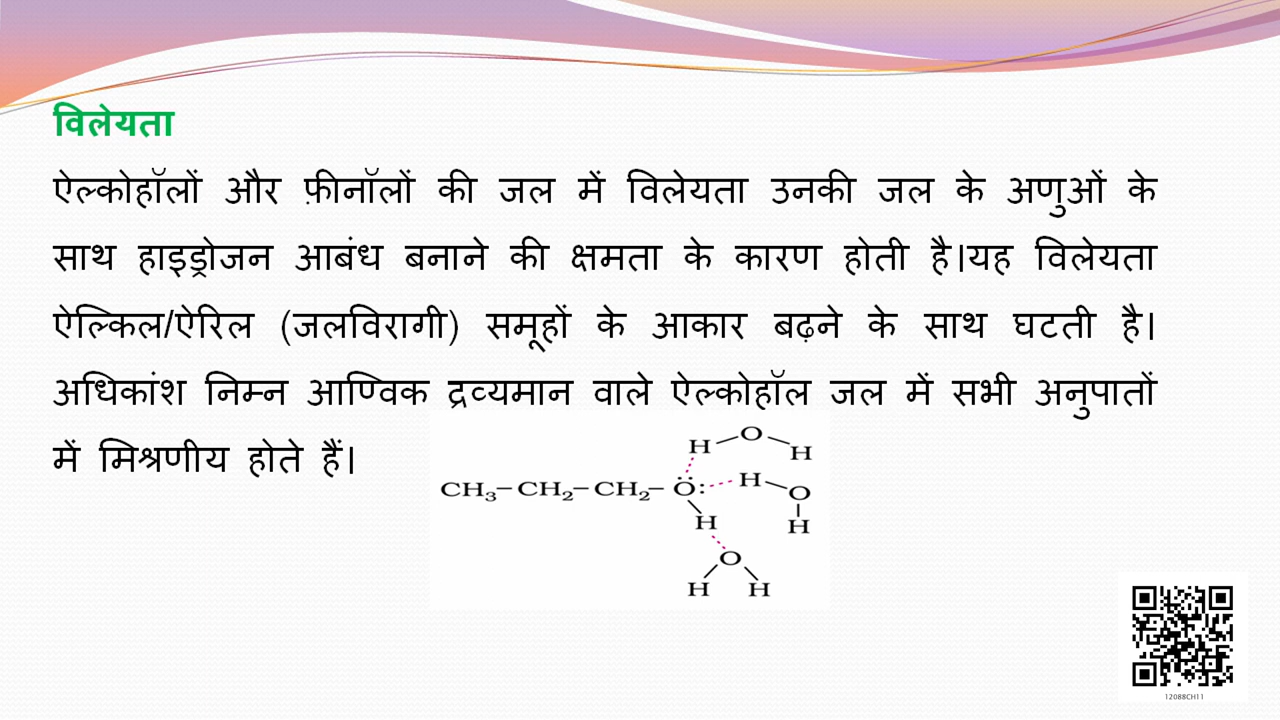 विलेयता
ऐल्कोहॉलों और फ़ीनॉलों की जल में विलेयता उनकी जल के अणुओं के
साथ हाइड्रोजन आबंध बनाने की क्षमता के कारण होती है।यह विलेयता
ऐल्किल/ऐरिल (जलविरागी) समूहों के आकार बढ़ने के साथ घटती है।
अधिकांश निम्न आण्विक द्रव्यमान वाले ऐल्कोहॉल जल में सभी अनुपातों
में मिश्रणीय होते हैं।
H–O–H
CH₃–CH₂–CH₂–Ö: H–O
H H
O
H H
12088CH11